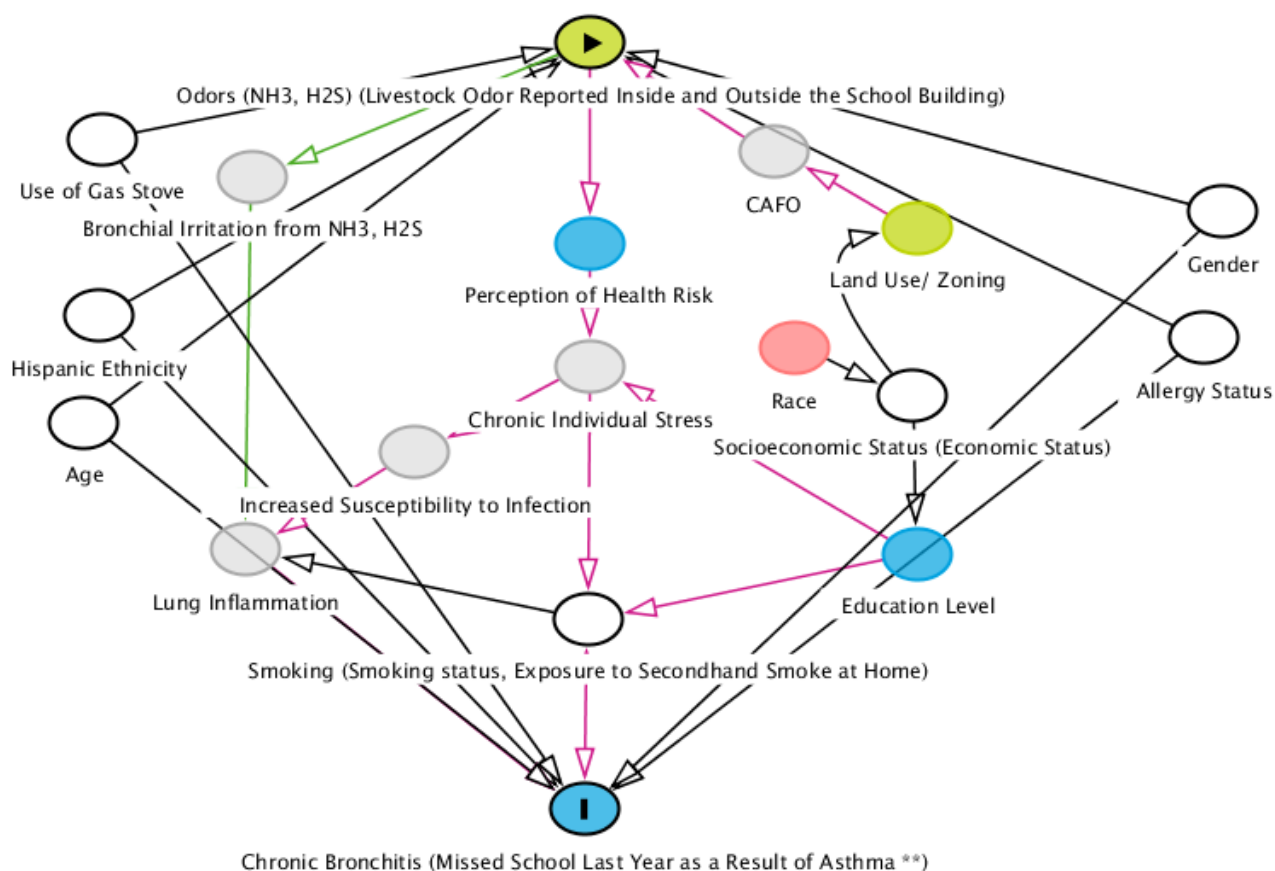 Odors (NH3, H2S) (Livestock Odor Reported Inside and Outside the School Building)
Use of Gas Stove
CAFO
Bronchial Irritation from NH3, H2S
Gender
Land Use/ Zoning
Perception of Health Risk
Hispanic Ethnicity
Allergy Status
Race
Chronic Individual Stress
Socioeconomic Status (Economic Status)
Age
Increased Susceptibility to Infection
Lung Inflammation
Education Level
Smoking (Smoking status, Exposure to Secondhand Smoke at Home)
Chronic Bronchitis (Missed School Last Year as a Result of Asthma **)